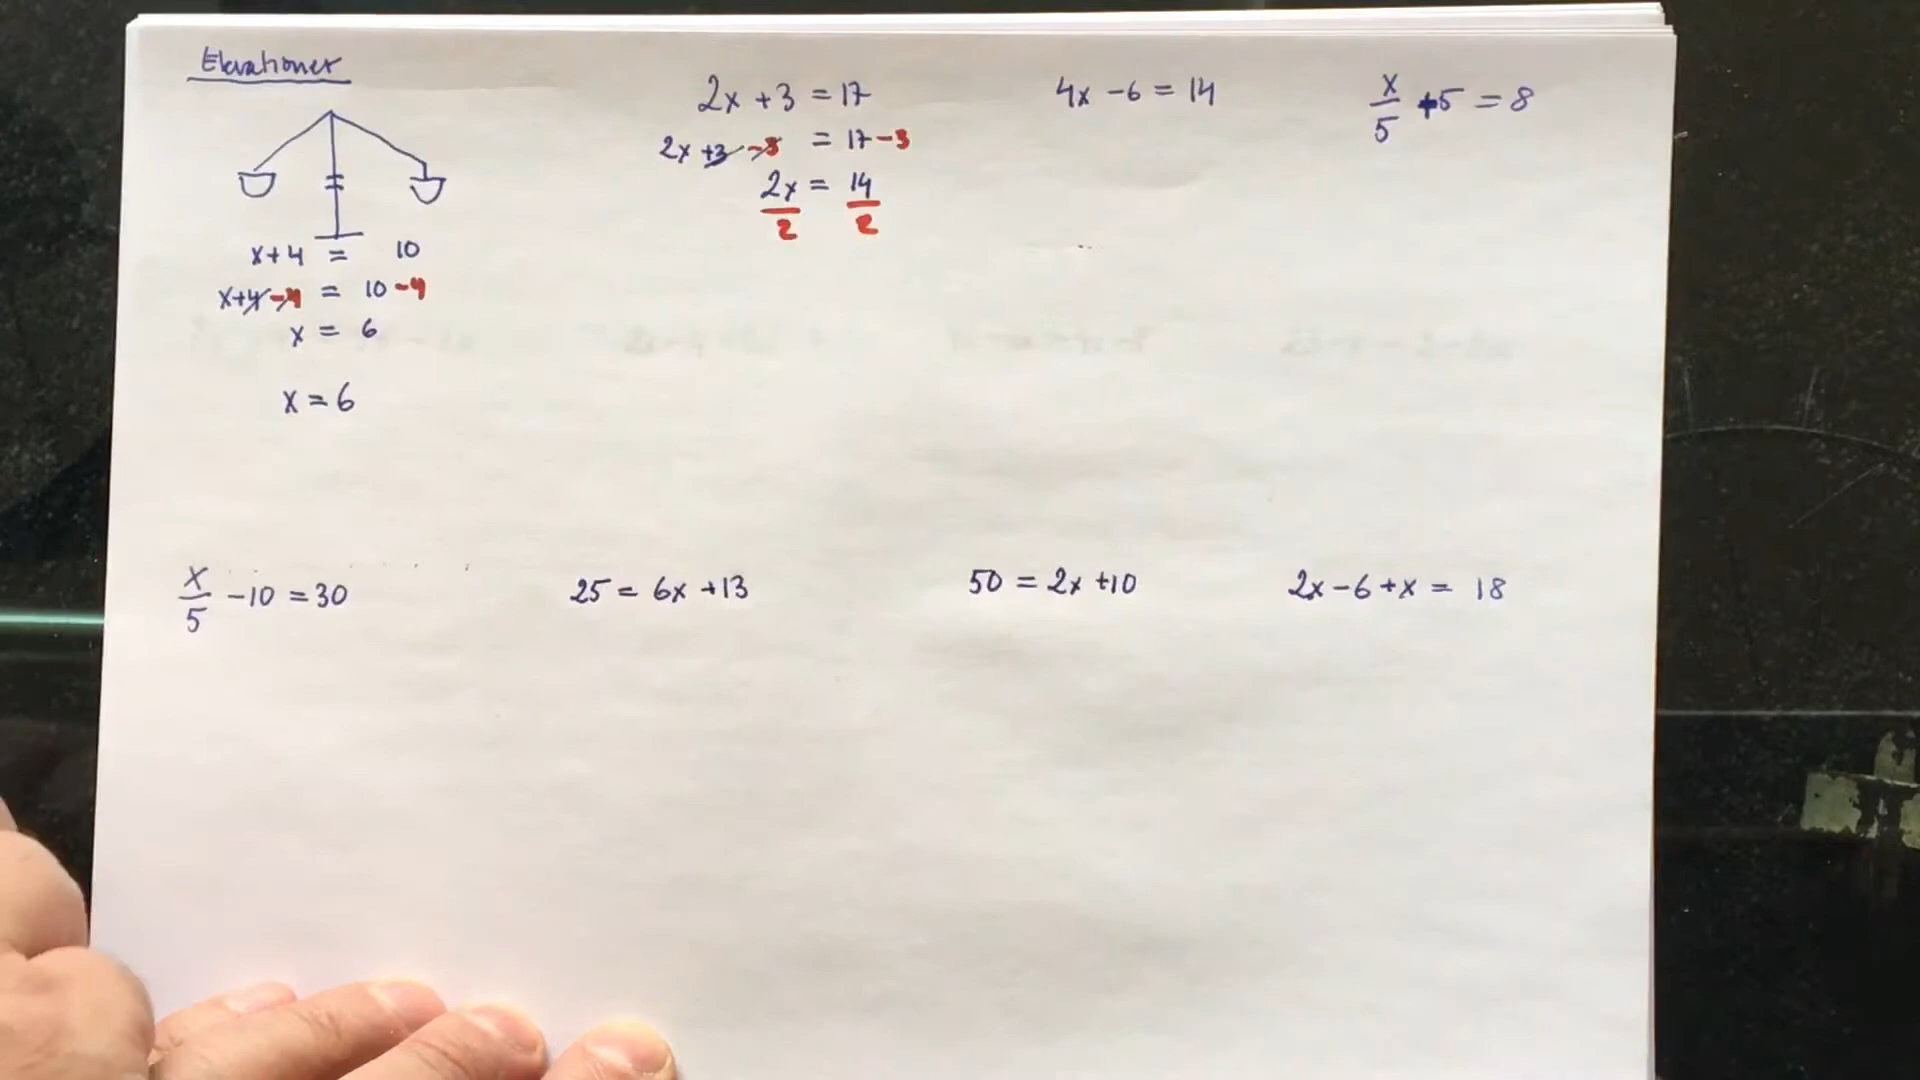 Ekvationer
x+4 = 10
x+4-4 = 10-4
x = 6
x = 6
2x+3 = 17
2x+3-3 = 17-3
2x/2 = 14/2
4x-6 = 14
x/5 +5 = 8
x/5 -10 = 30
25 = 6x+13
50 = 2x+10
2x-6+x = 18